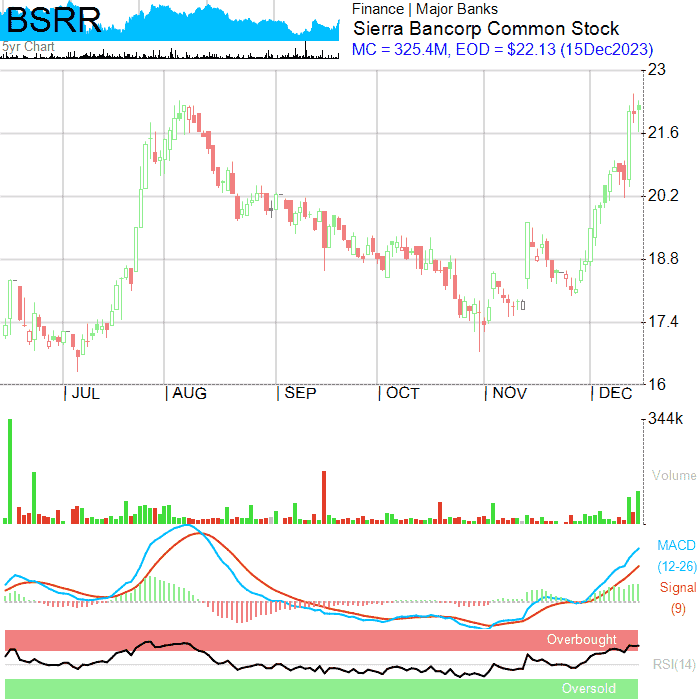 BSRR
5yr Chart
Finance | Major Banks
Sierra Bancorp Common Stock
MC = 325.4M, EOD = $22.13 (15Dec2023)
23
21.6
20.2
18.8
17.4
16
| JUL | AUG | SEP | OCT | NOV | DEC
344k
Volume
MACD
(12-26)
Signal
(9)
Overbought
RSI(14)
Oversold